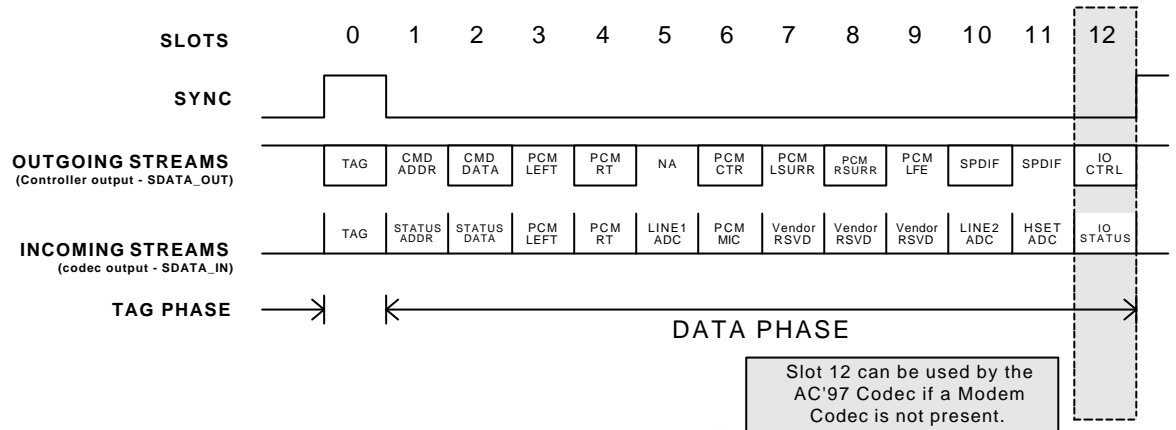 SLOTS 0 1 2 3 4 5 6 7 8 9 10 11 12
SYNC
OUTGOING STREAMS
(Controller output - SDATA_OUT)
TAG
CMD
ADDR
CMD
DATA
PCM
LEFT
PCM
RT
NA
PCM
CTR
PCM
LSURR
PCM
RSURR
PCM
LFE
SPDIF
SPDIF
IO
CTRL
INCOMING STREAMS
(codec output - SDATA_IN)
TAG
STATUS
ADDR
STATUS
DATA
PCM
LEFT
PCM
RT
LINE1
ADC
PCM
MIC
Vendor
RSVD
Vendor
RSVD
Vendor
RSVD
LINE2
ADC
HSET
ADC
IO
STATUS
TAG PHASE
DATA PHASE
Slot 12 can be used by the
AC'97 Codec if a Modem
Codec is not present.